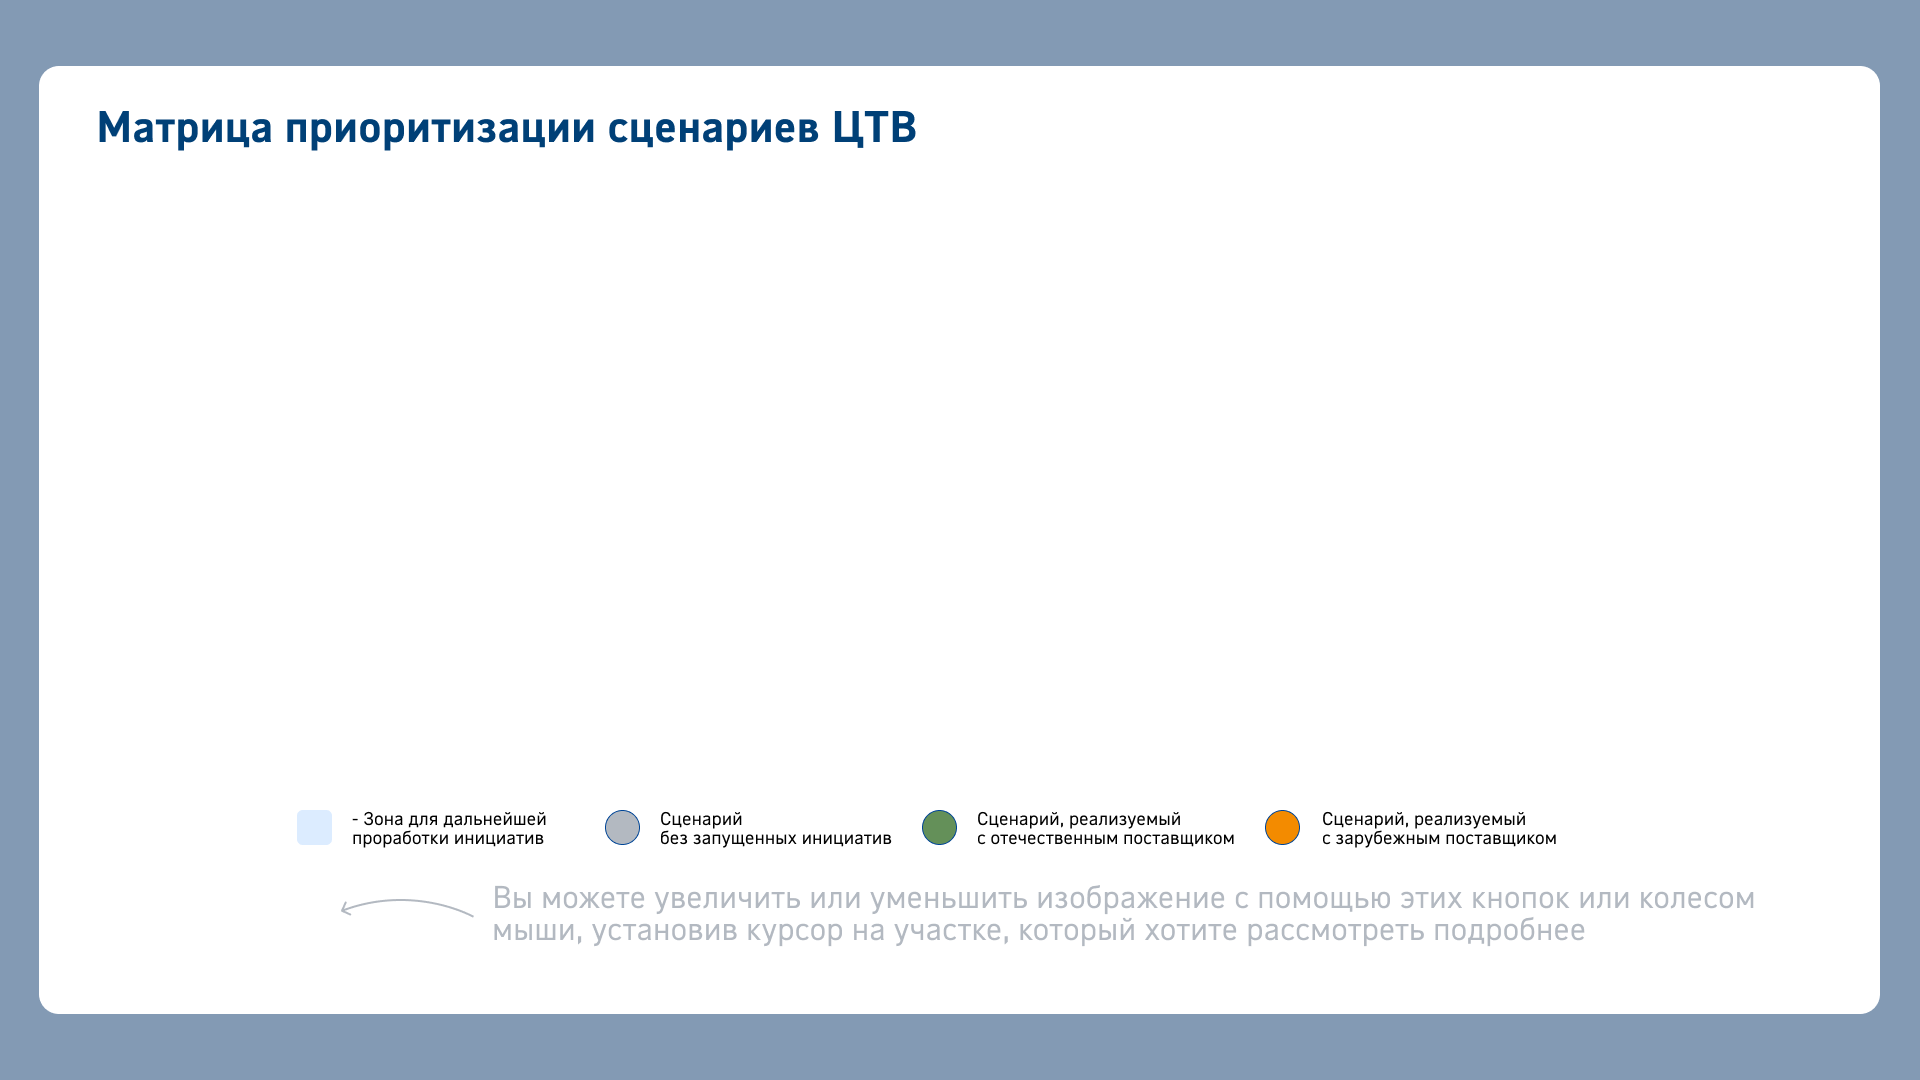 Матрица приоритизации сценариев ЦТВ
- Зона для дальнейшей
проработки инициатив
Сценарий
без запущенных инициатив
Сценарий, реализуемый
с отечественным поставщиком
Сценарий, реализуемый
с зарубежным поставщиком
Вы можете увеличить или уменьшить изображение с помощью этих кнопок или колесом
мыши, установив курсор на участке, который хотите рассмотреть подробнее